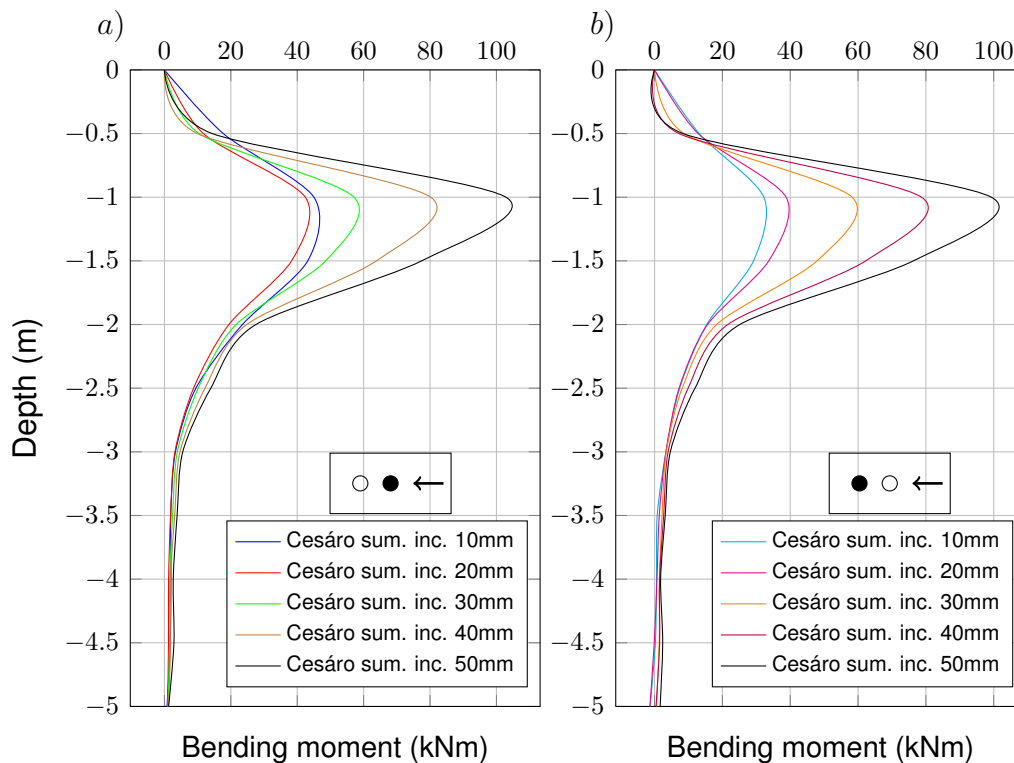 a)
0 20 40 60 80 100
0
−0.5
−1
−1.5
−2
−2.5
−3
−3.5
−4
−4.5
−5
Depth (m)
Cesáro sum. inc. 10mm
Cesáro sum. inc. 20mm
Cesáro sum. inc. 30mm
Cesáro sum. inc. 40mm
Cesáro sum. inc. 50mm
Bending moment (kNm)
b)
0 20 40 60 80 100
0
−0.5
−1
−1.5
−2
−2.5
−3
−3.5
−4
−4.5
−5
Cesáro sum. inc. 10mm
Cesáro sum. inc. 20mm
Cesáro sum. inc. 30mm
Cesáro sum. inc. 40mm
Cesáro sum. inc. 50mm
Bending moment (kNm)